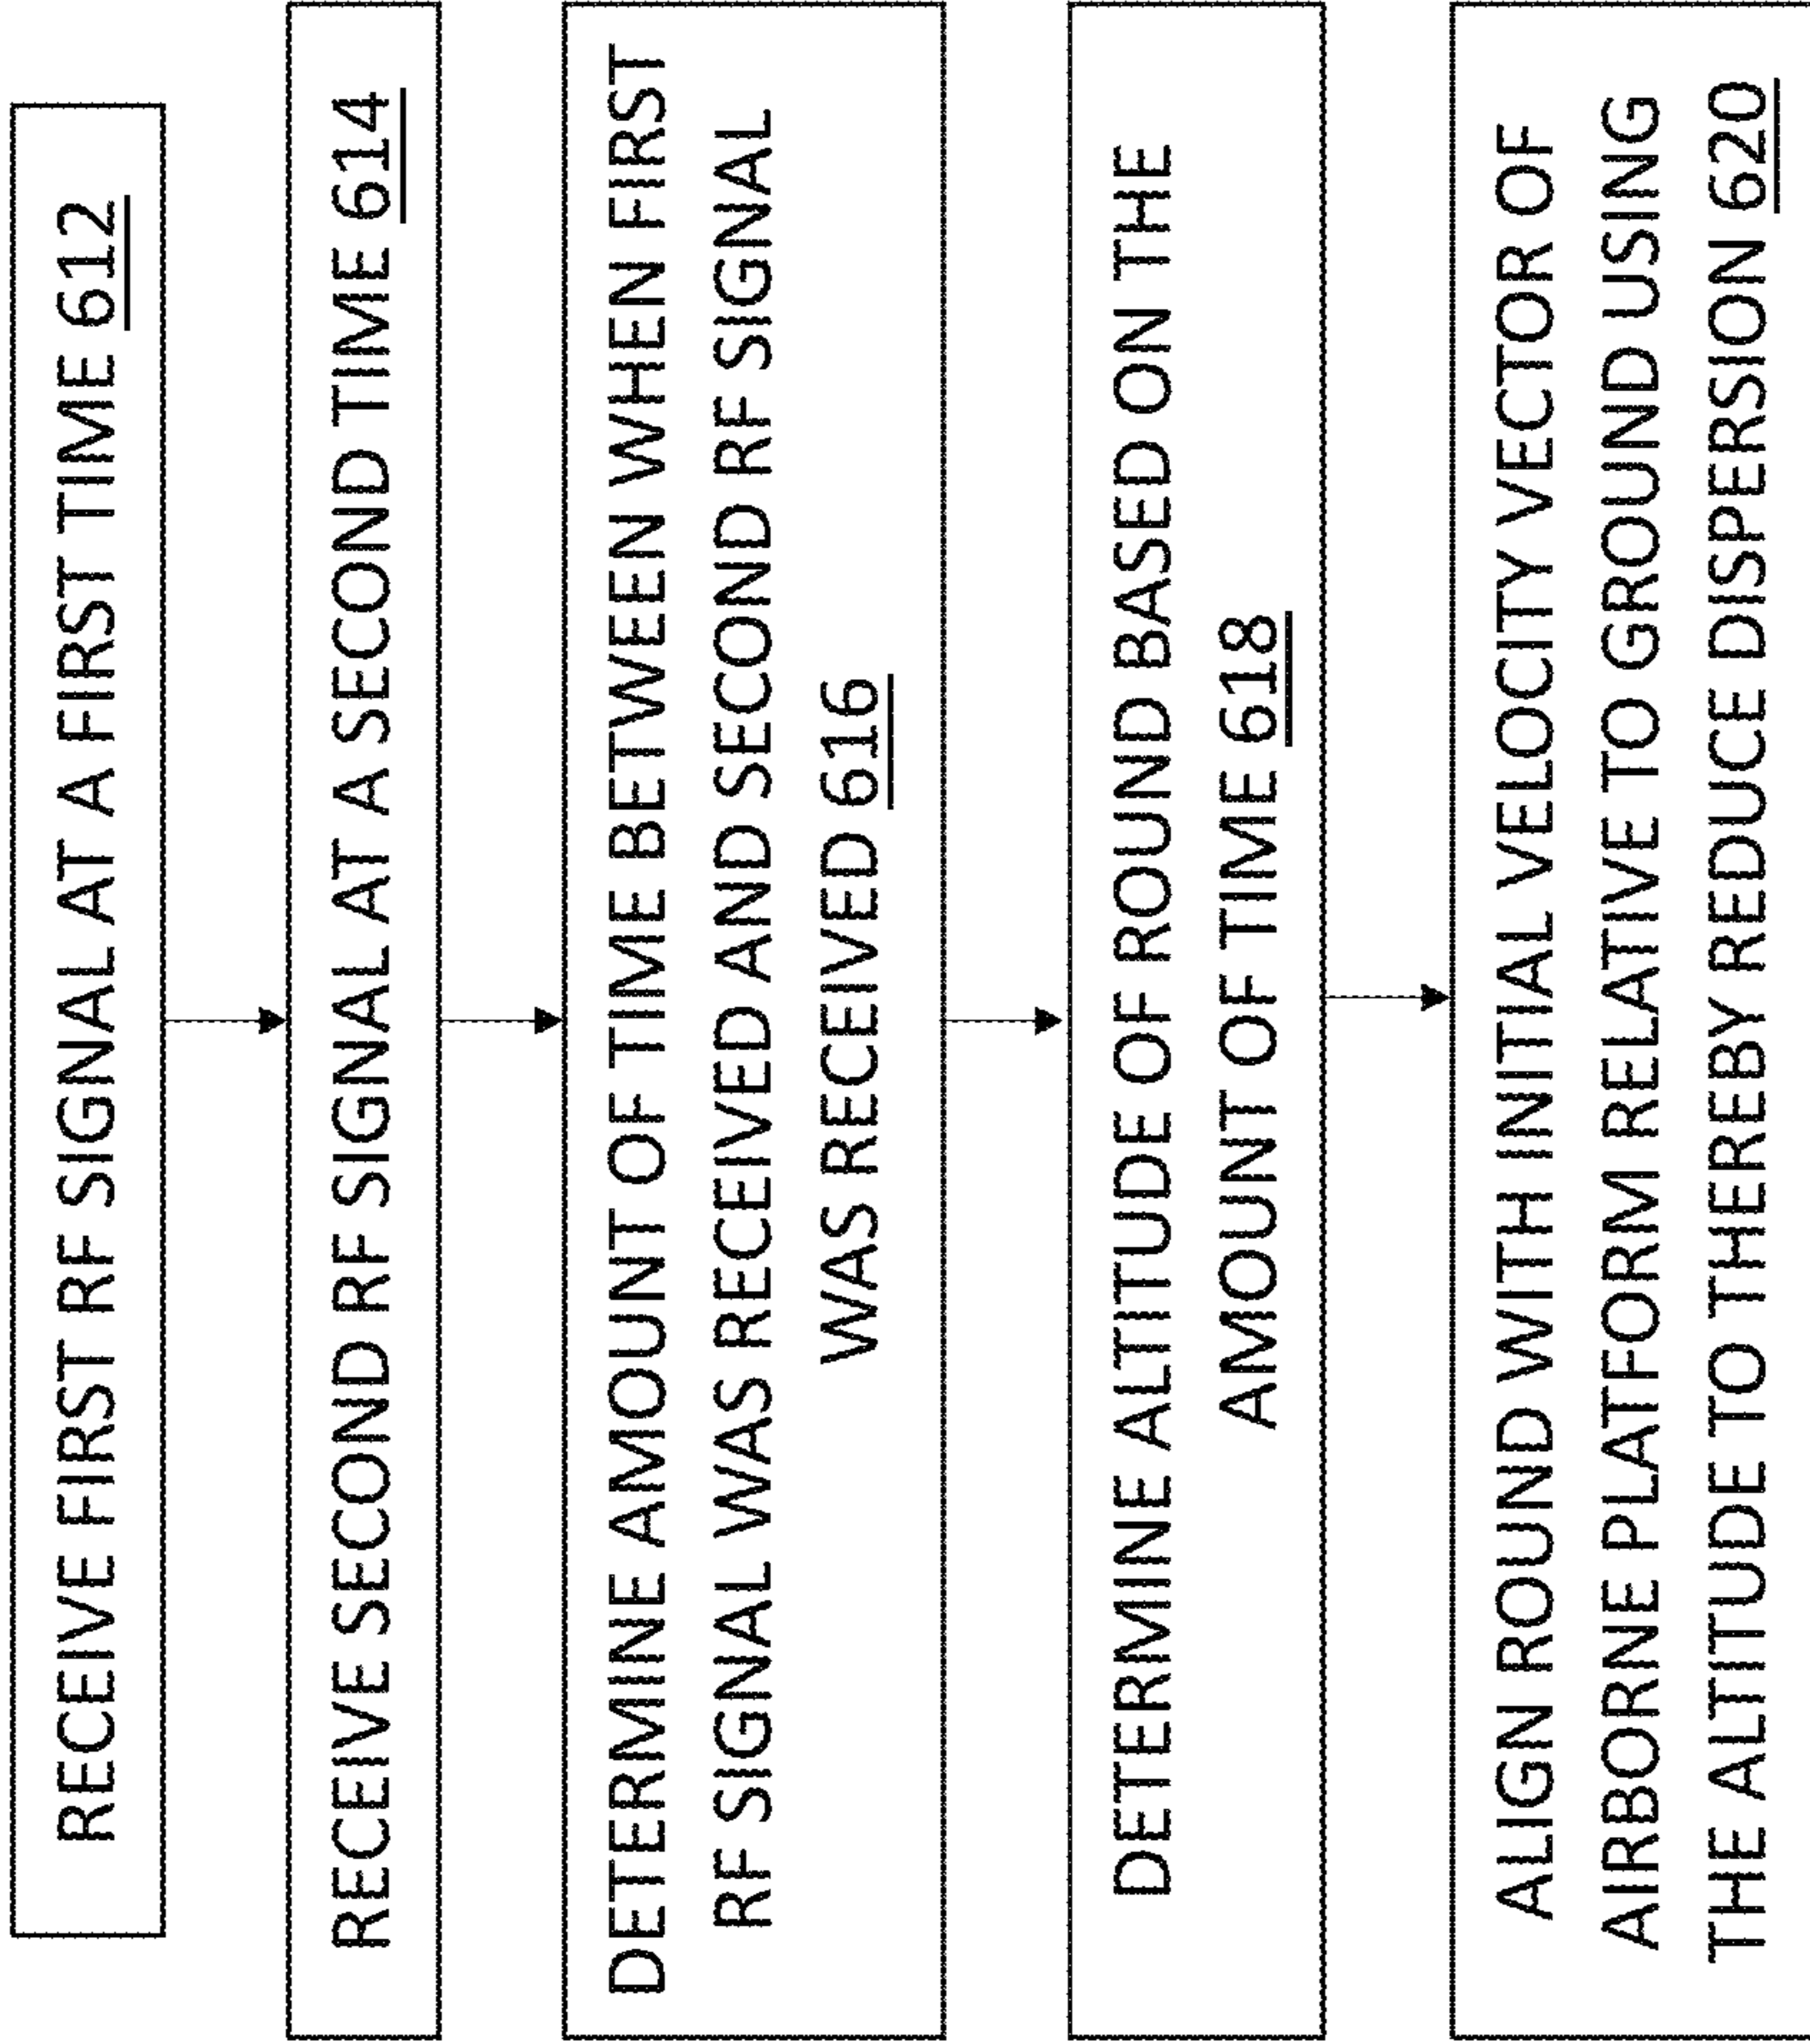 RECEIVE FIRST RF SIGNAL AT A FIRST TIME 612
RECEIVE SECOND RF SIGNAL AT A SECOND TIME 614
DETERMINE AMOUNT OF TIME BETWEEN WHEN FIRST
RF SIGNAL WAS RECEIVED AND SECOND RF SIGNAL
WAS RECEIVED 616
DETERMINE ALTITUDE OF ROUND BASED ON THE
AMOUNT OF TIME 618
ALIGN ROUND WITH INITIAL VELOCITY VECTOR OF
AIRBORNE PLATFORM RELATIVE TO GROUND USING
THE ALTITUDE TO THEREBY REDUCE DISPERSION 620